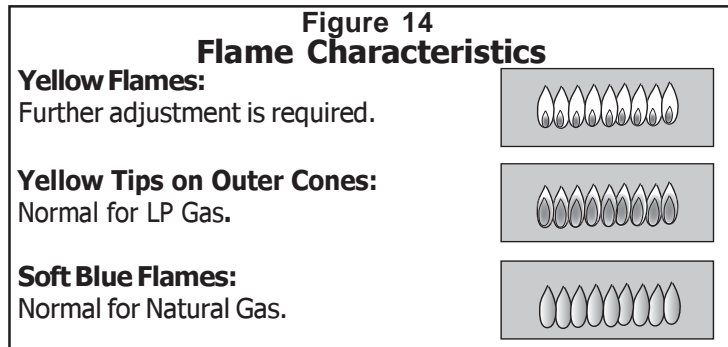 Figure 14
Flame Characteristics
Yellow Flames:
Further adjustment is required.
Yellow Tips on Outer Cones:
Normal for LP Gas.
Soft Blue Flames:
Normal for Natural Gas.